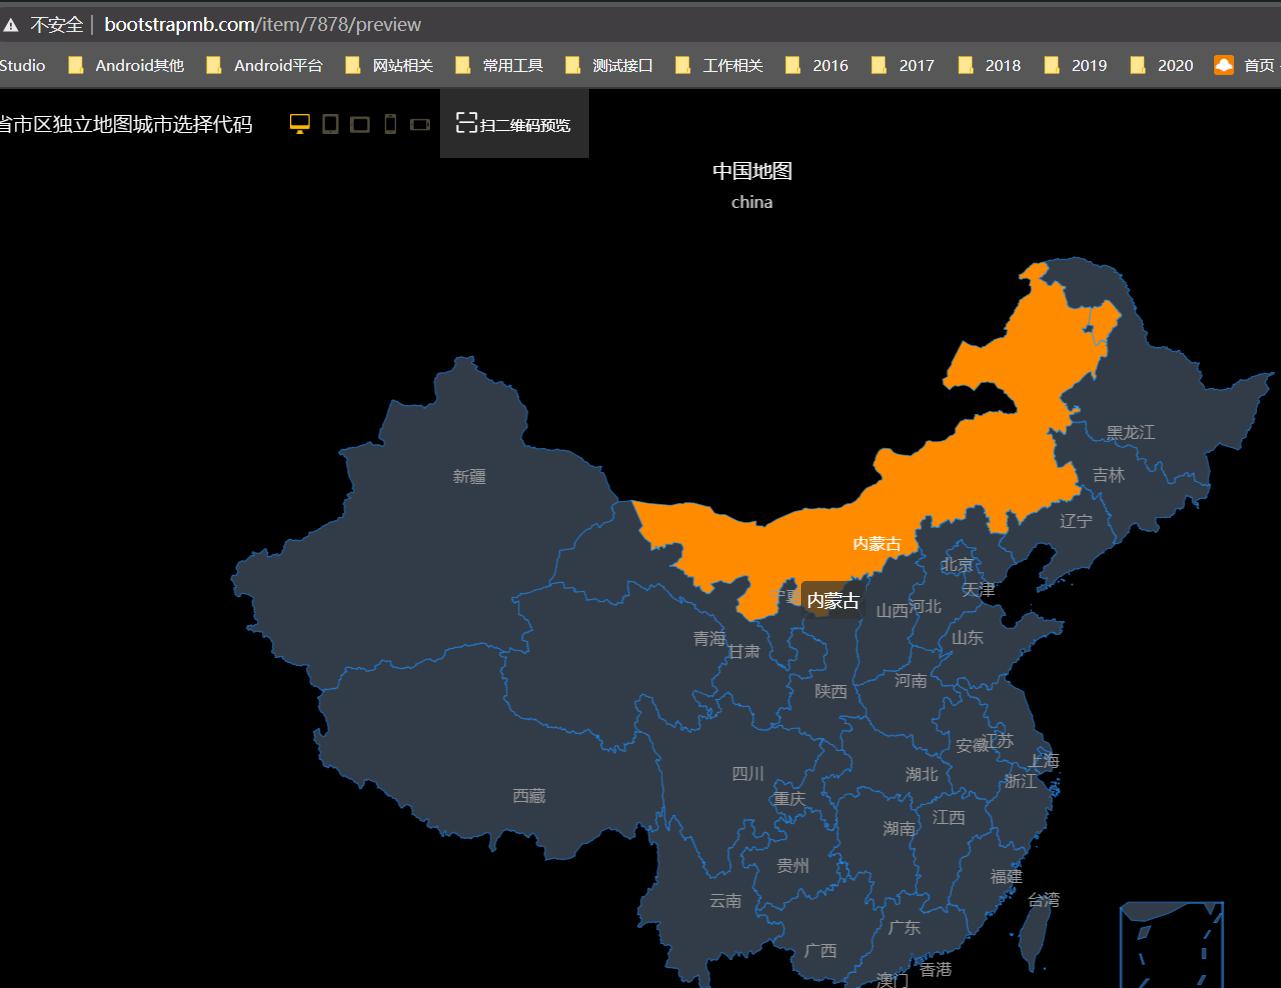 不安全 | bootstrapmb.com/item/7878/preview
Studio Android其他 Android平台 网站相关 常用工具 测试接口 工作相关 2016 2017 2018 2019 2020 首页
省市区独立地图城市选择代码 扫二维码预览
中国地图
china
黑龙江
新疆
吉林
辽宁
内蒙古
北京
天津
宁夏
内蒙古
山西
河北
青海
甘肃
山东
河南
陕西
安徽
江苏
上海
四川
湖北
浙江
西藏
重庆
江西
湖南
贵州
福建
云南
台湾
广东
广西
香港
澳门